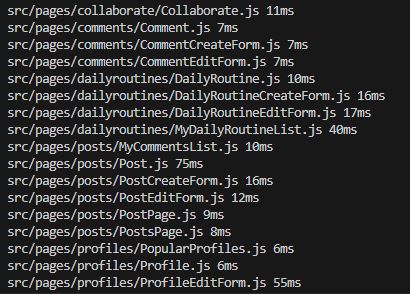 src/pages/collaborate/Collaborate.js 11ms
src/pages/comments/Comment.js 7ms
src/pages/comments/CommentCreateForm.js 7ms
src/pages/comments/CommentEditForm.js 7ms
src/pages/dailyroutines/DailyRoutine.js 10ms
src/pages/dailyroutines/DailyRoutineCreateForm.js 16ms
src/pages/dailyroutines/DailyRoutineEditForm.js 17ms
src/pages/dailyroutines/MyDailyRoutineList.js 40ms
src/pages/posts/MyCommentsList.js 10ms
src/pages/posts/Post.js 75ms
src/pages/posts/PostCreateForm.js 16ms
src/pages/posts/PostEditForm.js 12ms
src/pages/posts/PostPage.js 9ms
src/pages/posts/PostsPage.js 8ms
src/pages/profiles/PopularProfiles.js 6ms
src/pages/profiles/Profile.js 6ms
src/pages/profiles/ProfileEditForm.js 55ms